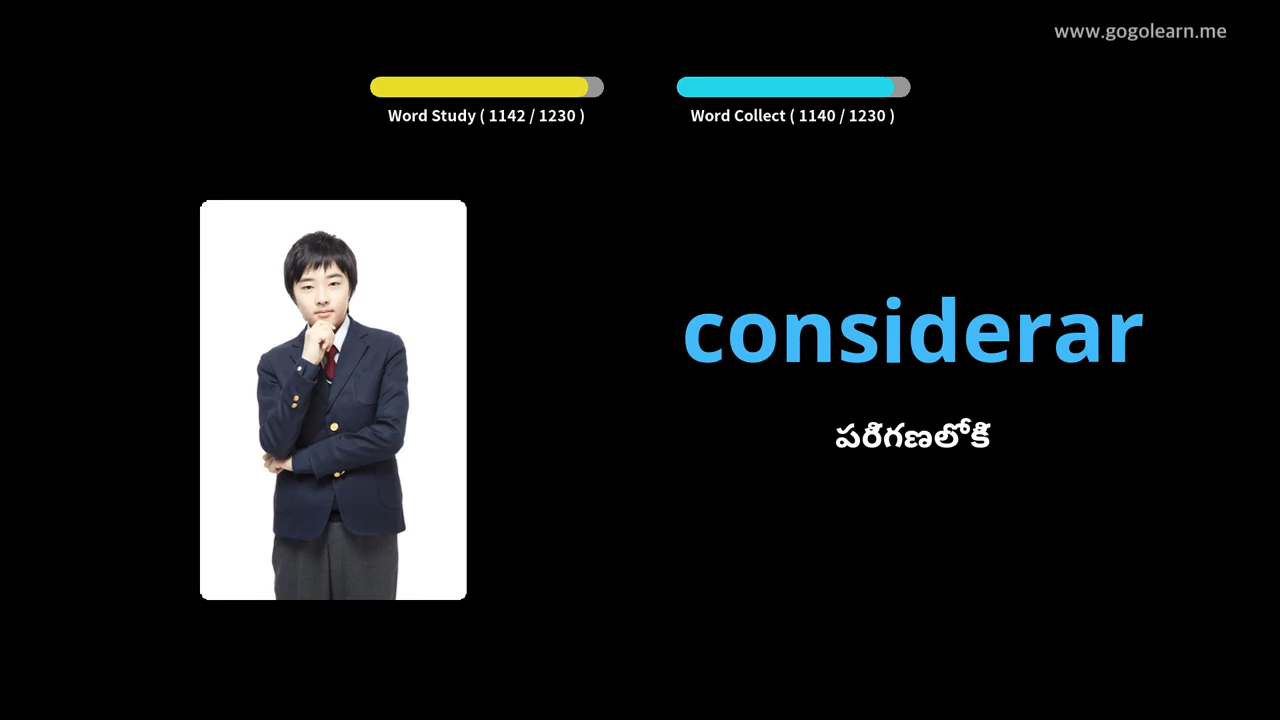 www.gogolearn.me
Word Study ( 1142 / 1230 )
Word Collect ( 1140 / 1230 )
considerar
పరిగణలోకి